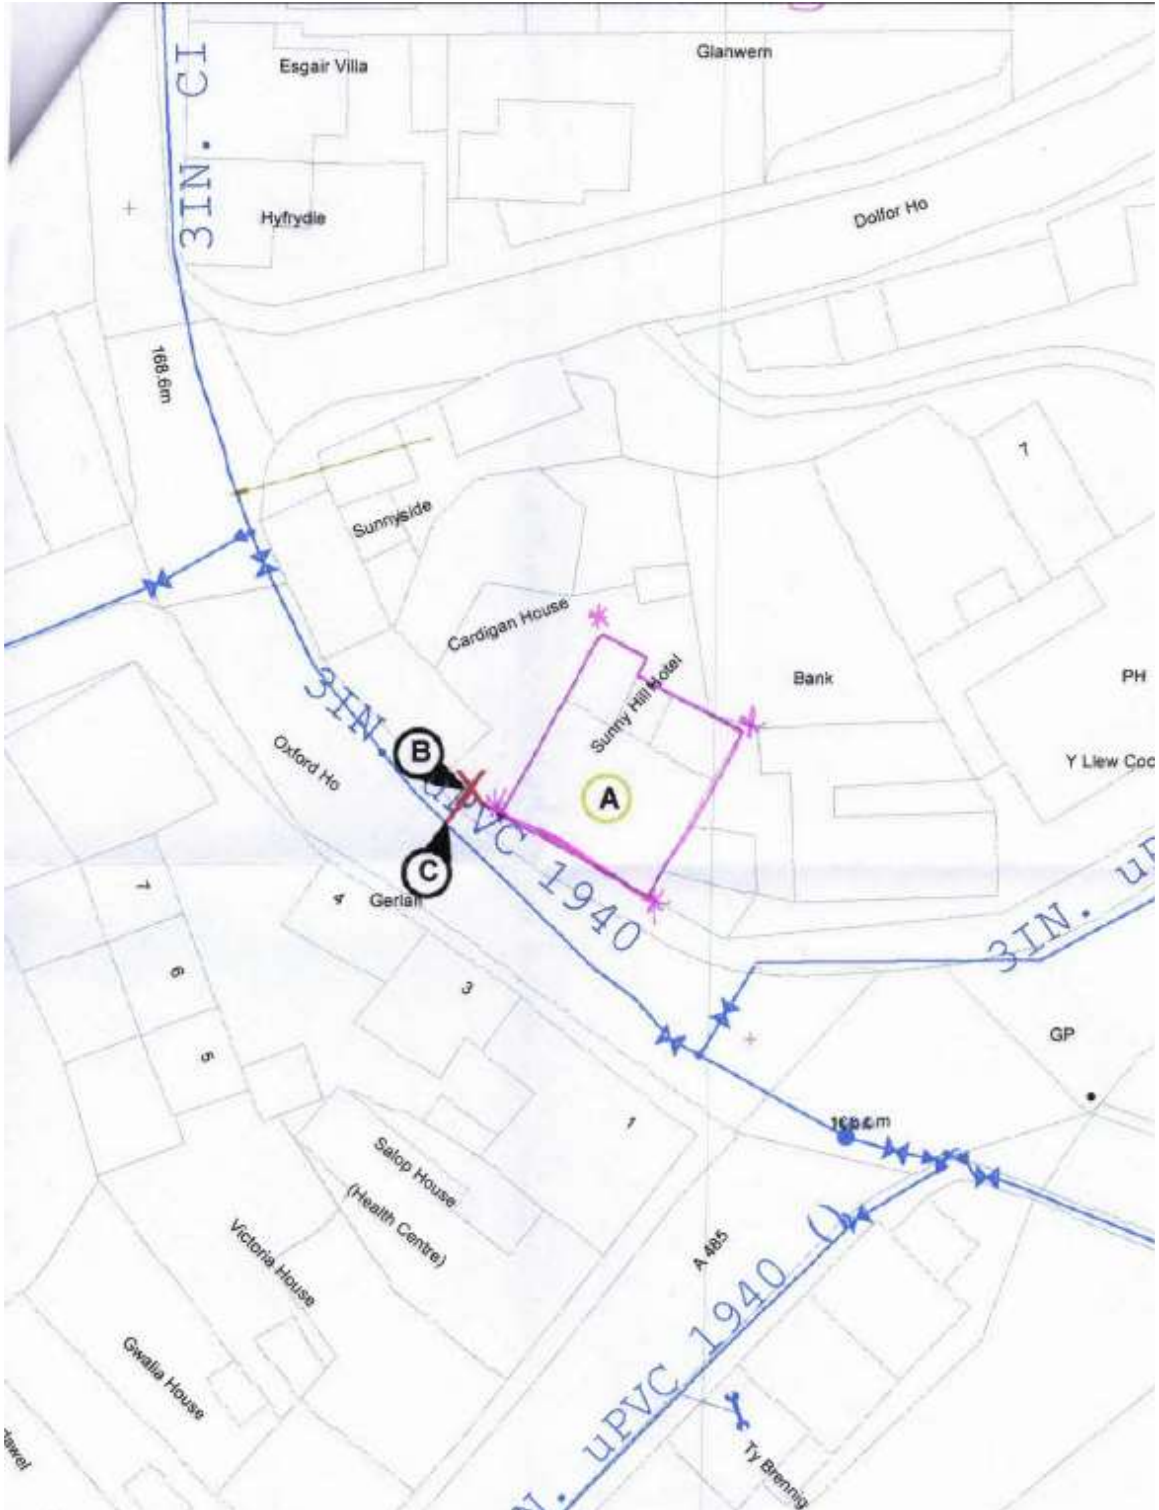 3IN. CI
Esgair Villa
Glanwern
Hyfrydle
Dolfor Ho
168.6m
7
Sunnyside
Cardigan House
Sunny Hill Hotel
Bank
PH
3IN. uPVC 1940
Oxford Ho
B
A
Y Llew Coc
C
7
4
Gerlan
6
3
3IN. uP
5
GP
1
Salop House
(Health Centre)
A 485
Victoria House
uPVC 1940 ()
Gwalia House
Ty Brennig